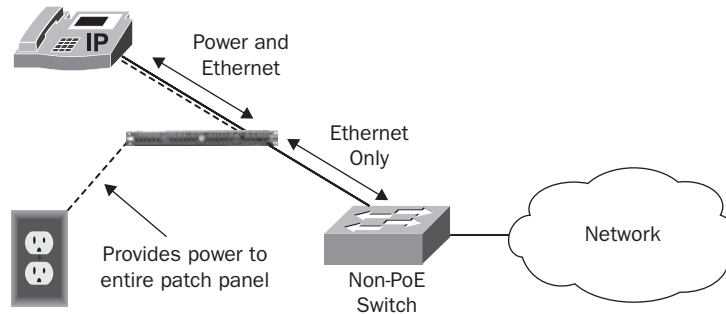 IP
Power and
Ethernet
Ethernet
Only
Provides power to
entire patch panel
Non-PoE
Switch
Network